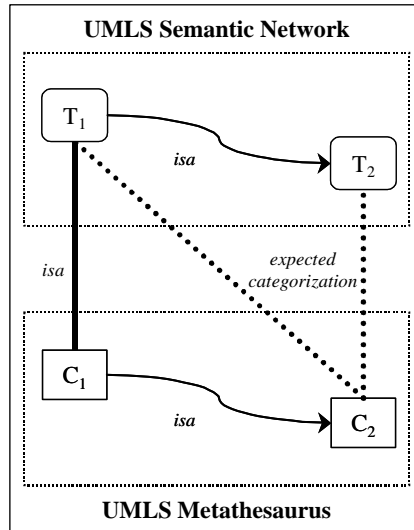 UMLS Semantic Network
T1
isa
T2
isa
expected
categorization
C1
isa
C2
UMLS Metathesaurus